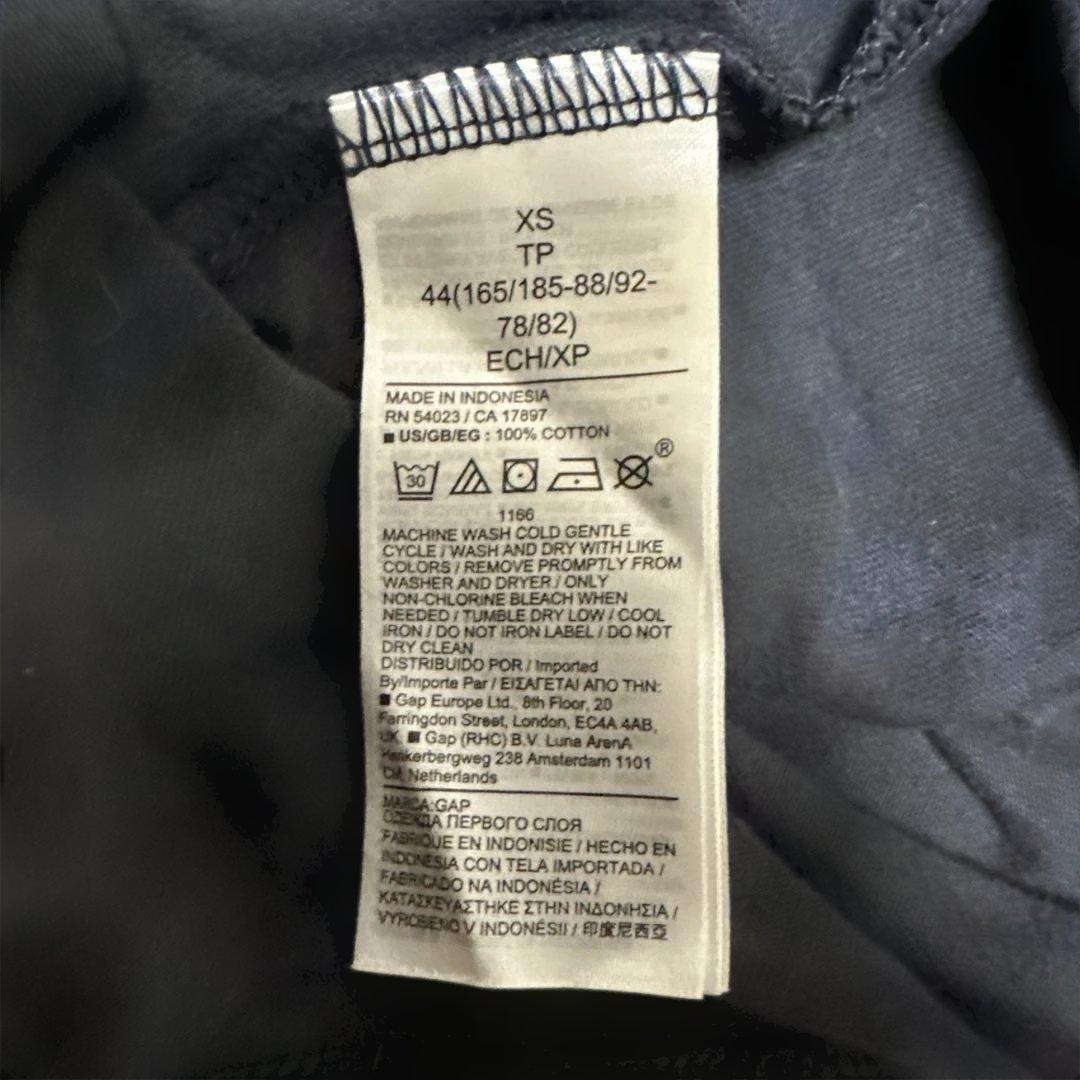 XS
TP
44(165/185-88/92-
78/82)
ECH/XP
MADE IN INDONESIA
RN 54023 / CA 17897
■ US/GB/EG : 100% COTTON
30
®
1166
MACHINE WASH COLD GENTLE
CYCLE / WASH AND DRY WITH LIKE
COLORS / REMOVE PROMPTLY FROM
WASHER AND DRYER / ONLY
NON-CHLORINE BLEACH WHEN
NEEDED / TUMBLE DRY LOW / COOL
IRON / DO NOT IRON LABEL / DO NOT
DRY CLEAN
DISTRIBUIDO POR / Imported
By/Importe Par / ΕΙΣΑΓΕΤΑΙ ΑΠΟ ΤΗΝ:
■ Gap Europe Ltd., 8th Floor, 20
Farringdon Street, London, EC4A 4AB,
UK, ■ Gap (RHC) B.V. Luna ArenA
238 Amsterdam 1101
CM, Netherlands
MARCA:GAP
ОДЕЖДА ПЕРВОГО СЛОЯ
FABRIQUE EN INDONISIE / HECHO EN
INDONESIA CON TELA IMPORTADA /
FABRICADO NA INDONÉSIA /
ΚΑΤΑΣΚΕΥΑΣΤΗΚΕ ΣΤΗΝ ΙΝΔΟΝΗΣΙΑ /
VYROBENO V INDONÉSII / 印度尼西亚